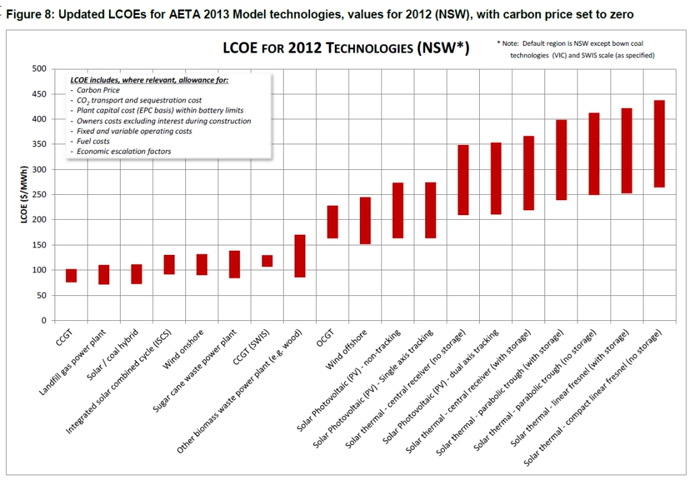 Figure 8: Updated LCOEs for AETA 2013 Model technologies, values for 2012 (NSW), with carbon price set to zero
LCOE FOR 2012 TECHNOLOGIES (NSW*)
* Note: Default region is NSW except bown coal
technologies (VIC) and SWIS scale (as specified)
LCOE includes, where relevant, allowance for:
- Carbon Price
- CO2 transport and sequestration cost
- Plant capital cost (EPC basis) within battery limits
- Owners costs excluding interest during construction
- Fixed and variable operating costs
- Fuel costs
- Economic escalation factors
LCOE ($/MWh)
500
450
400
350
300
250
200
150
100
50
0
CCGT
Landfill gas power plant
Solar / coal hybrid
Integrated solar combined cycle (ISCS)
Wind onshore
Sugar cane waste power plant
CCGT (SWIS)
Other biomass waste power plant (e.g. wood)
OCGT
Wind offshore
Solar Photovoltaic (PV) - non-tracking
Solar Photovoltaic (PV) - Single axis tracking
Solar thermal - central receiver (no storage)
Solar Photovoltaic (PV) - dual axis tracking
Solar thermal - central receiver (with storage)
Solar thermal - parabolic trough (with storage)
Solar thermal - parabolic trough (no storage)
Solar thermal - linear fresnel (with storage)
Solar thermal - compact linear fresnel (no storage)